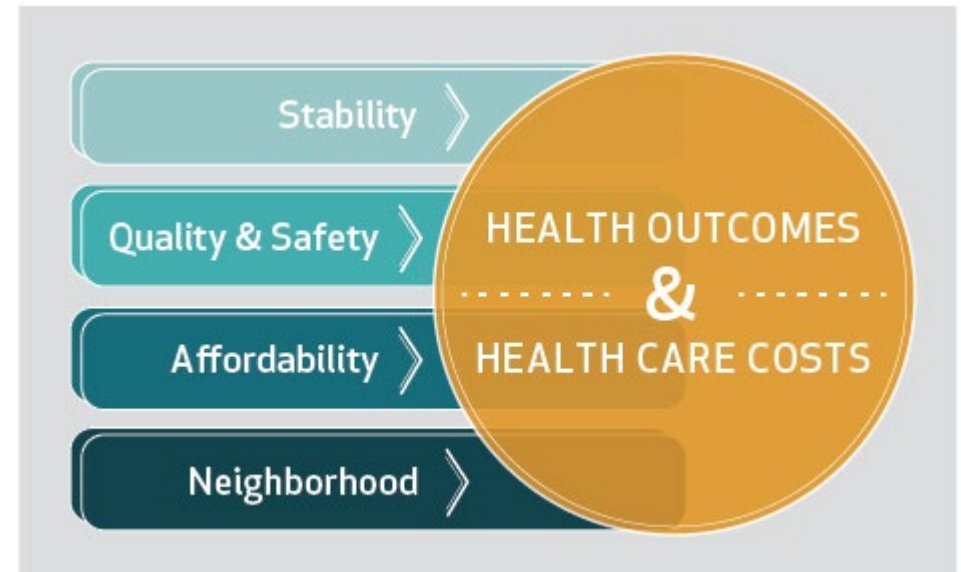 Stability
Quality & Safety
Affordability
Neighborhood
HEALTH OUTCOMES
&
HEALTH CARE COSTS